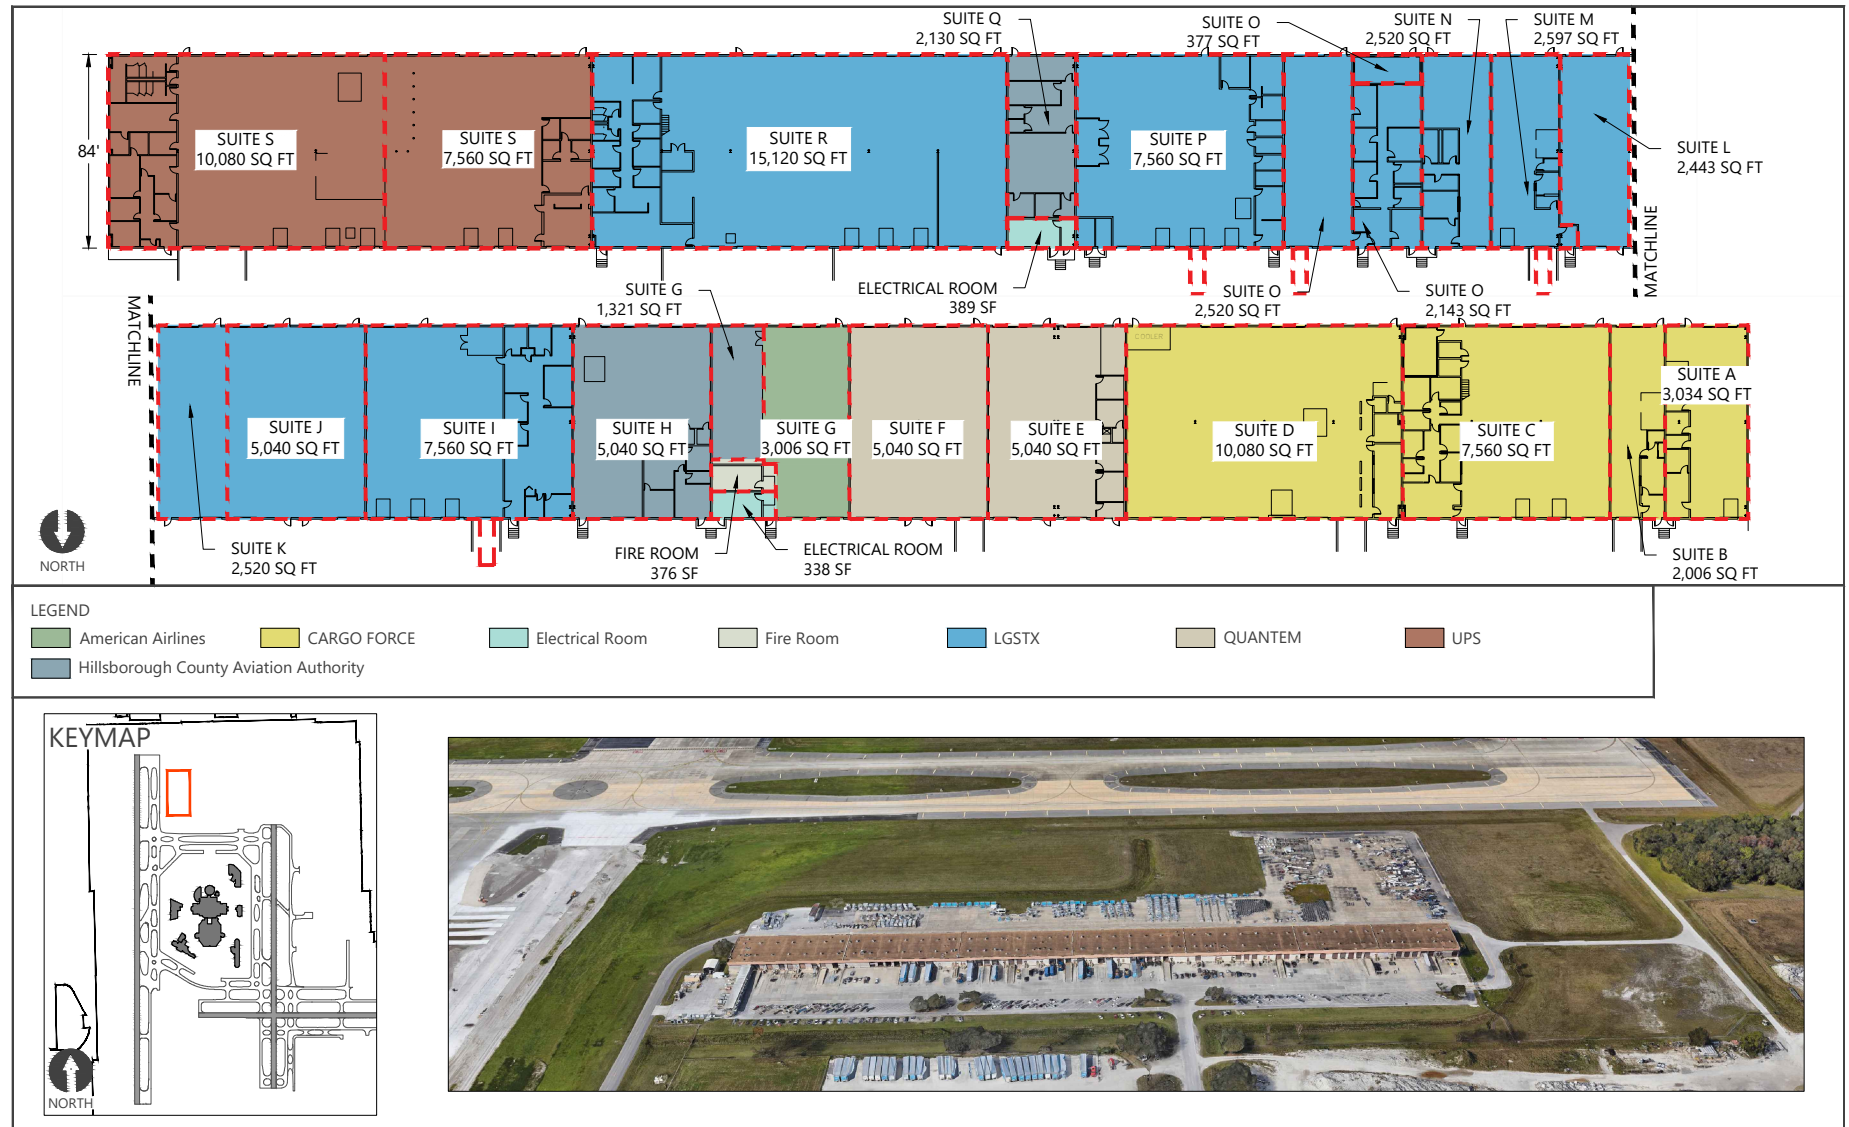 SUITE Q
2,130 SQ FT
SUITE O
377 SQ FT
SUITE N
2,520 SQ FT
SUITE M
2,597 SQ FT
84'
SUITE S
10,080 SQ FT
SUITE S
7,560 SQ FT
SUITE R
15,120 SQ FT
SUITE P
7,560 SQ FT
SUITE L
2,443 SQ FT
MATCHLINE
ELECTRICAL ROOM
389 SF
SUITE O
2,520 SQ FT
SUITE O
2,143 SQ FT
SUITE G
1,321 SQ FT
MATCHLINE
COOLER
SUITE J
5,040 SQ FT
SUITE I
7,560 SQ FT
SUITE H
5,040 SQ FT
SUITE G
3,006 SQ FT
SUITE F
5,040 SQ FT
SUITE E
5,040 SQ FT
SUITE D
10,080 SQ FT
SUITE C
7,560 SQ FT
SUITE A
3,034 SQ FT
NORTH
SUITE K
2,520 SQ FT
FIRE ROOM
376 SF
ELECTRICAL ROOM
338 SF
SUITE B
2,006 SQ FT
LEGEND
American Airlines
CARGO FORCE
Electrical Room
Fire Room
LGSTX
QUANTEM
UPS
Hillsborough County Aviation Authority
KEYMAP
NORTH